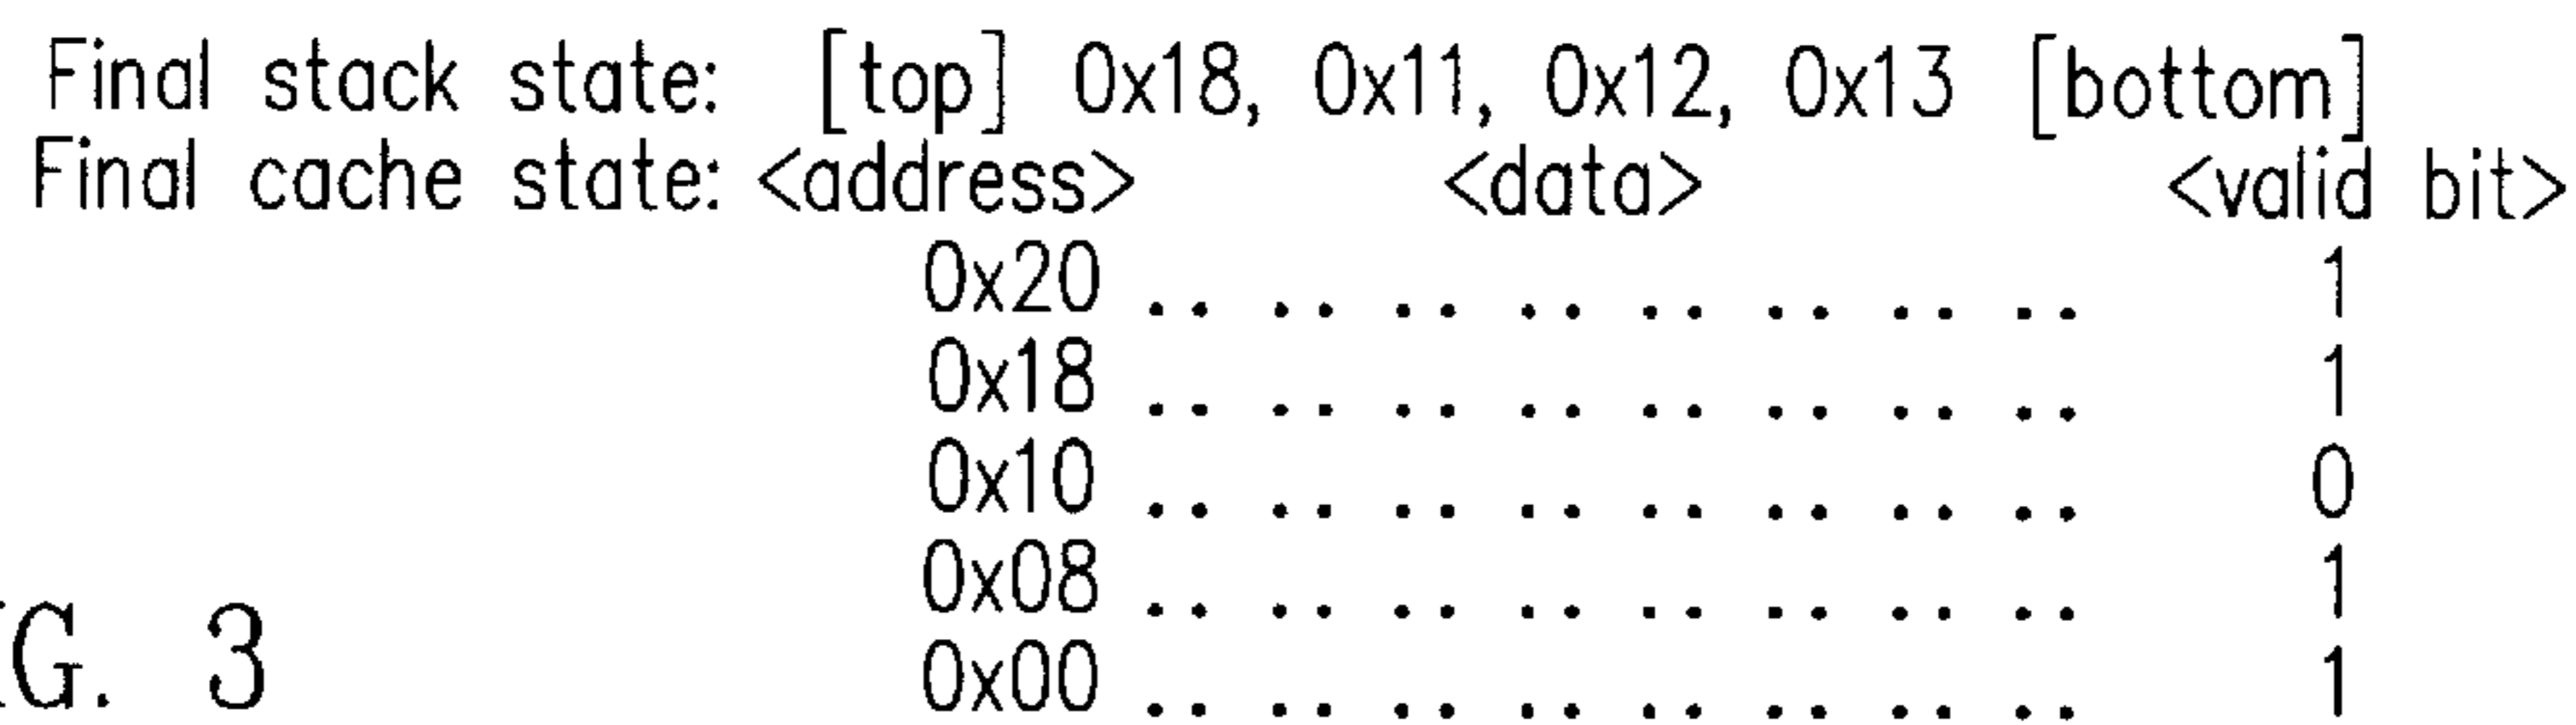 Final stack state: [top] 0x18, 0x11, 0x12, 0x13 [bottom]
Final cache state: <address> <data> <valid bit>
0x20 .. .. .. .. .. .. .. .. 1
0x18 .. .. .. .. .. .. .. .. 1
0x10 .. .. .. .. .. .. .. .. 0
0x08 .. .. .. .. .. .. .. .. 1
0x00 .. .. .. .. .. .. .. .. 1
G. 3